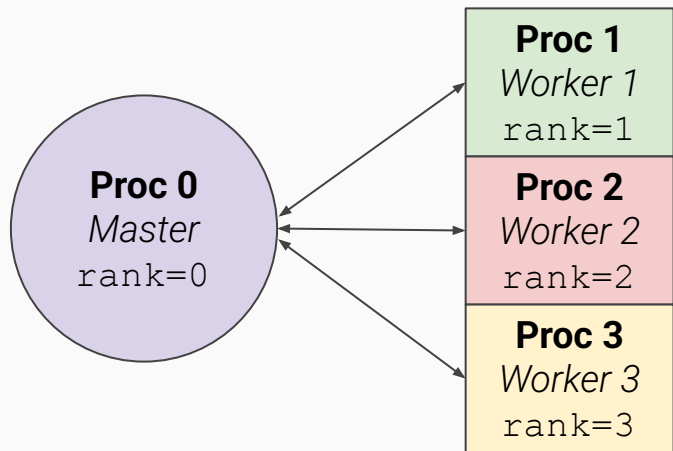 Proc 0
Master
rank=0
Proc 1
Worker 1
rank=1
Proc 2
Worker 2
rank=2
Proc 3
Worker 3
rank=3